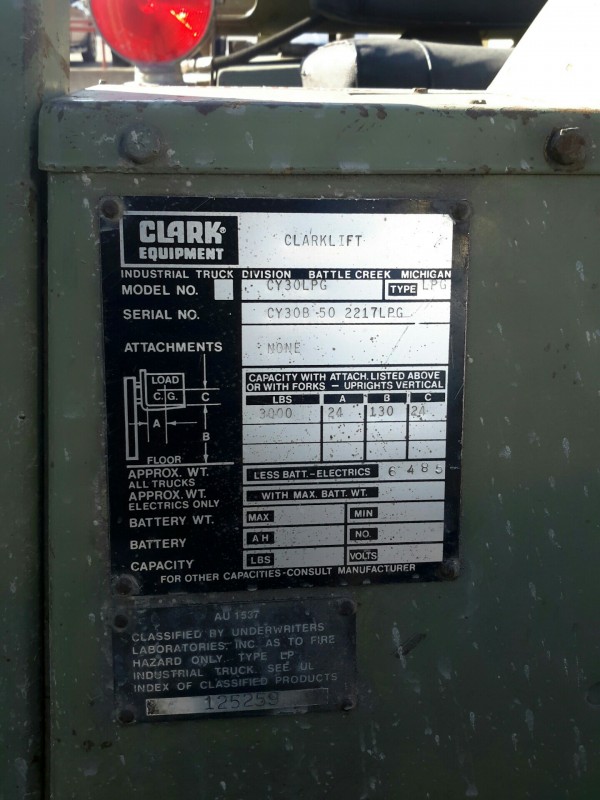 CLARK®
EQUIPMENT
CLARKLIFT
INDUSTRIAL TRUCK DIVISION BATTLE CREEK MICHIGAN
MODEL NO. CY30LPG TYPE LPG
SERIAL NO. CY30B 50 2217LPG
ATTACHMENTS NONE
CAPACITY WITH ATTACH. LISTED ABOVE
OR WITH FORKS - UPRIGHTS VERTICAL
LBS A B C
3000 24 130 24
LOAD
C.G.
C
A
B
FLOOR
APPROX. WT.
ALL TRUCKS
LESS BATT.-ELECTRICS 6485
APPROX. WT.
ELECTRICS ONLY
WITH MAX. BATT. WT.
BATTERY WT. MAX MIN
BATTERY AH NO.
CAPACITY LBS VOLTS
FOR OTHER CAPACITIES-CONSULT MANUFACTURER
AU 1537
CLASSIFIED BY UNDERWRITERS
LABORATORIES, INC. AS TO FIRE
HAZARD ONLY. TYPE LP
INDUSTRIAL TRUCK. SEE UL
INDEX OF CLASSIFIED PRODUCTS
125259